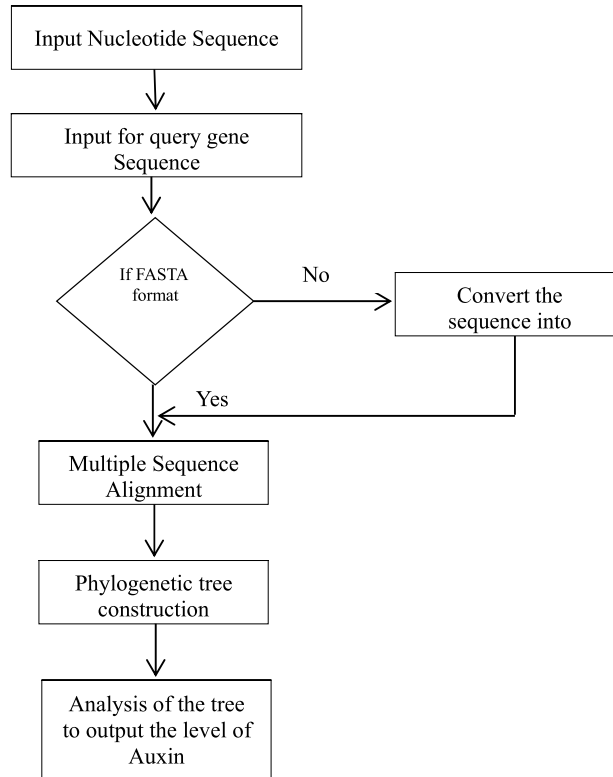 Input Nucleotide Sequence
Input for query gene
Sequence
If FASTA
format
No
Convert the
sequence into
Yes
Multiple Sequence
Alignment
Phylogenetic tree
construction
Analysis of the tree
to output the level of
Auxin